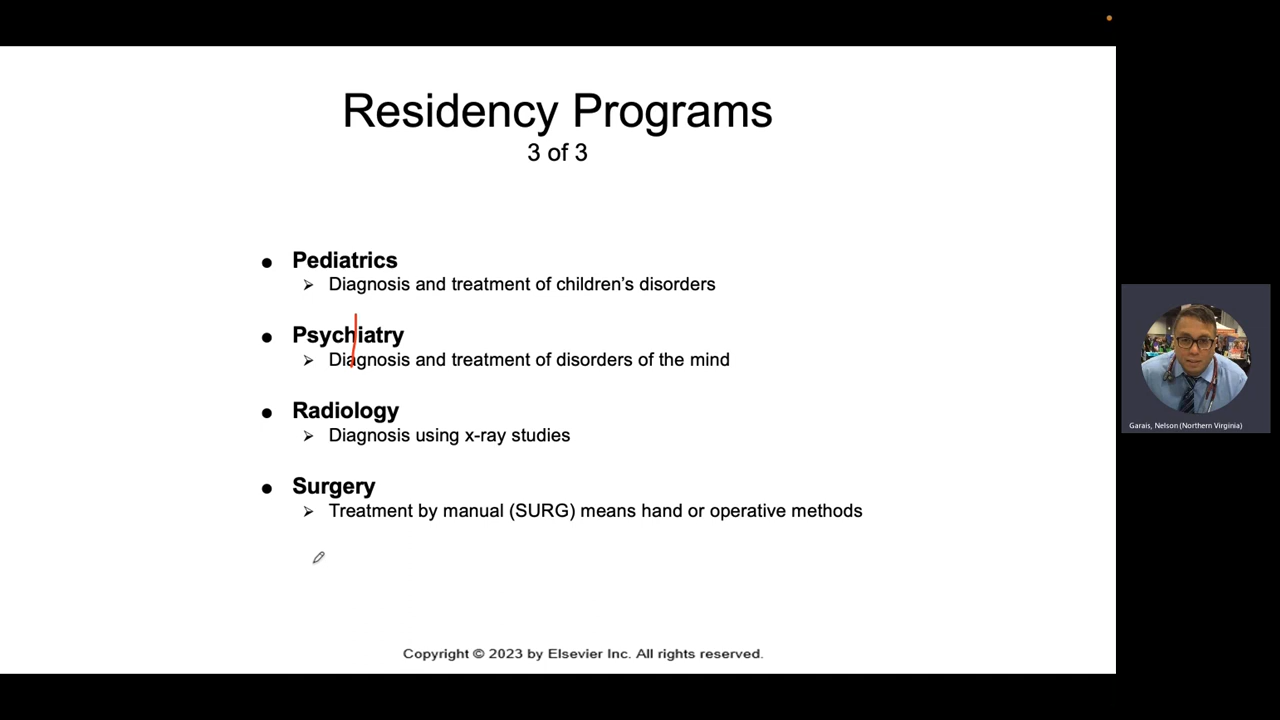 Residency Programs
3 of 3
● Pediatrics
➢ Diagnosis and treatment of children’s disorders
● Psychiatry
➢ Diagnosis and treatment of disorders of the mind
● Radiology
➢ Diagnosis using x-ray studies
● Surgery
➢ Treatment by manual (SURG) means hand or operative methods
Copyright © 2023 by Elsevier Inc. All rights reserved.
Garais, Nelson (Northern Virginia)